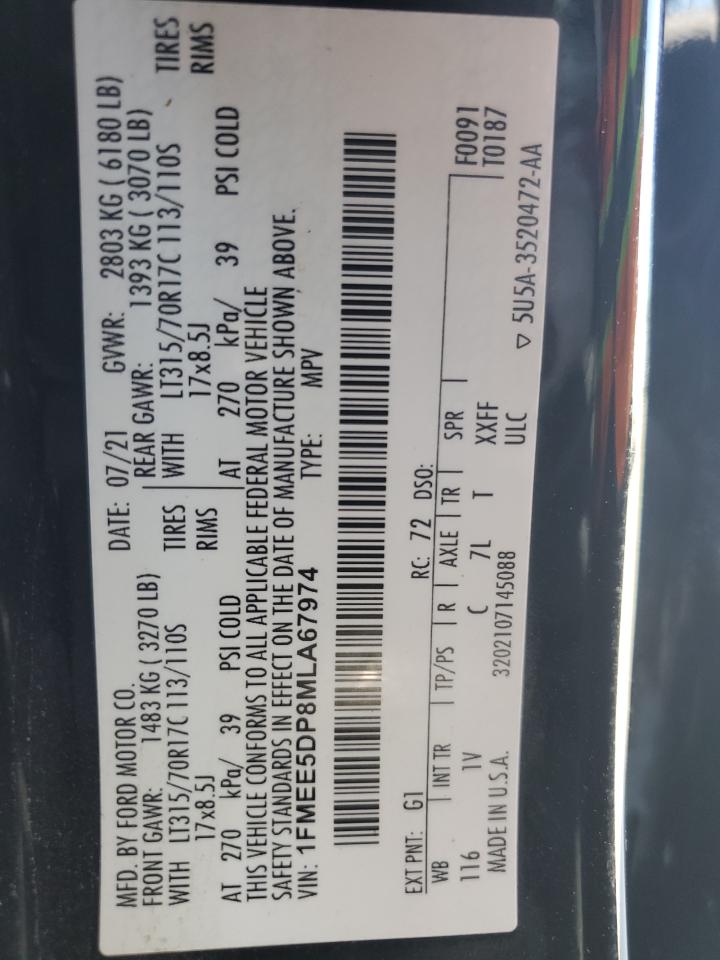 MFD. BY FORD MOTOR CO. DATE: 07/21 GVWR: 2803 KG ( 6180 LB)
FRONT GAWR: 1483 KG ( 3270 LB) REAR GAWR: 1393 KG ( 3070 LB)
WITH LT315/70R17C 113/110S TIRES WITH LT315/70R17C 113/110S TIRES
17x8.5J RIMS 17x8.5J RIMS
AT 270 kPa/ 39 PSI COLD AT 270 kPa/ 39 PSI COLD
THIS VEHICLE CONFORMS TO ALL APPLICABLE FEDERAL MOTOR VEHICLE
SAFETY STANDARDS IN EFFECT ON THE DATE OF MANUFACTURE SHOWN ABOVE.
VIN: 1FMEE5DP8MLA67974 TYPE: MPV
EXT PNT: G1 RC: 72 DSO:
WB INT TR TP/PS R AXLE TR SPR F0091
116 1V C 7L T XXFF T0187
MADE IN U.S.A. 3202107145088 ULC
▽ 5U5A-3520472-AA